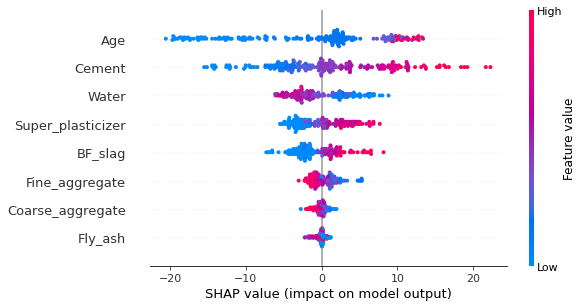 High
Age
Cement
Water
Super_plasticizer
BF_slag
Fine_aggregate
Coarse_aggregate
Fly_ash
Feature value
Low
−20 −10 0 10 20
SHAP value (impact on model output)